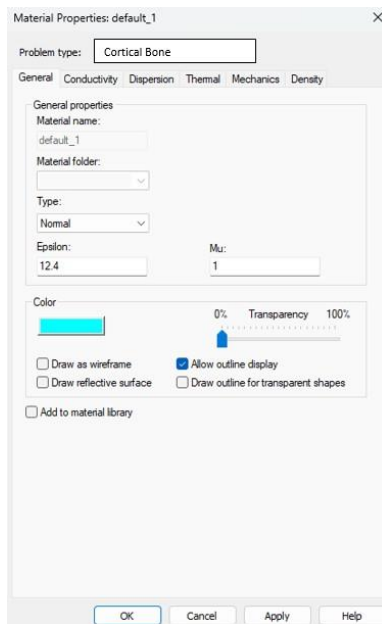 Material Properties: default_1
Problem type: Cortical Bone
General Conductivity Dispersion Thermal Mechanics Density
General properties
Material name:
default_1
Material folder:
Type:
Normal
Epsilon: Mu:
12.4 1
Color
0% Transparency 100%
Draw as wireframe Allow outline display
Draw reflective surface Draw outline for transparent shapes
Add to material library
OK Cancel Apply Help